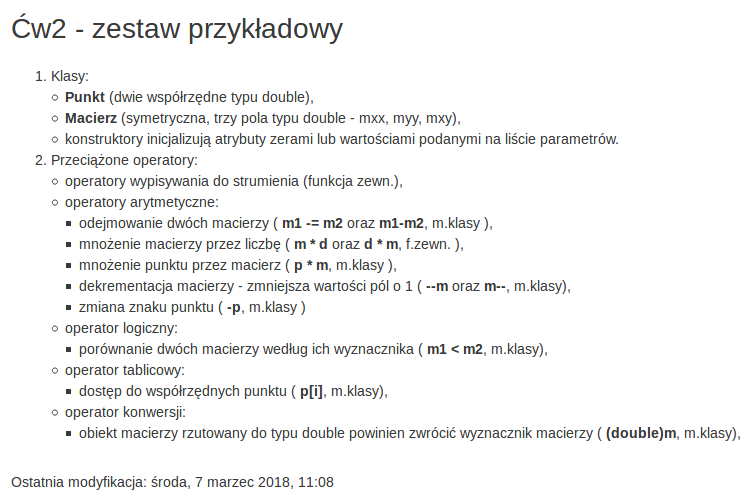 Ćw2 - zestaw przykładowy
1. Klasy:
○ Punkt (dwie współrzędne typu double),
○ Macierz (symetryczna, trzy pola typu double - mxx, myy, mxy),
○ konstruktory inicjalizują atrybuty zerami lub wartościami podanymi na liście parametrów.
2. Przeciążone operatory:
○ operatory wypisywania do strumienia (funkcja zewn.),
○ operatory arytmetyczne:
■ odejmowanie dwóch macierzy ( m1 -= m2 oraz m1-m2, m.klasy ),
■ mnożenie macierzy przez liczbę ( m * d oraz d * m, f.zewn. ),
■ mnożenie punktu przez macierz ( p * m, m.klasy ),
■ dekrementacja macierzy - zmniejsza wartości pól o 1 ( --m oraz m--, m.klasy),
■ zmiana znaku punktu ( -p, m.klasy )
○ operator logiczny:
■ porównanie dwóch macierzy według ich wyznacznika ( m1 < m2, m.klasy),
○ operator tablicowy:
■ dostęp do współrzędnych punktu ( p[i], m.klasy),
○ operator konwersji:
■ obiekt macierzy rzutowany do typu double powinien zwrócić wyznacznik macierzy ( (double)m, m.klasy),
Ostatnia modyfikacja: środa, 7 marzec 2018, 11:08